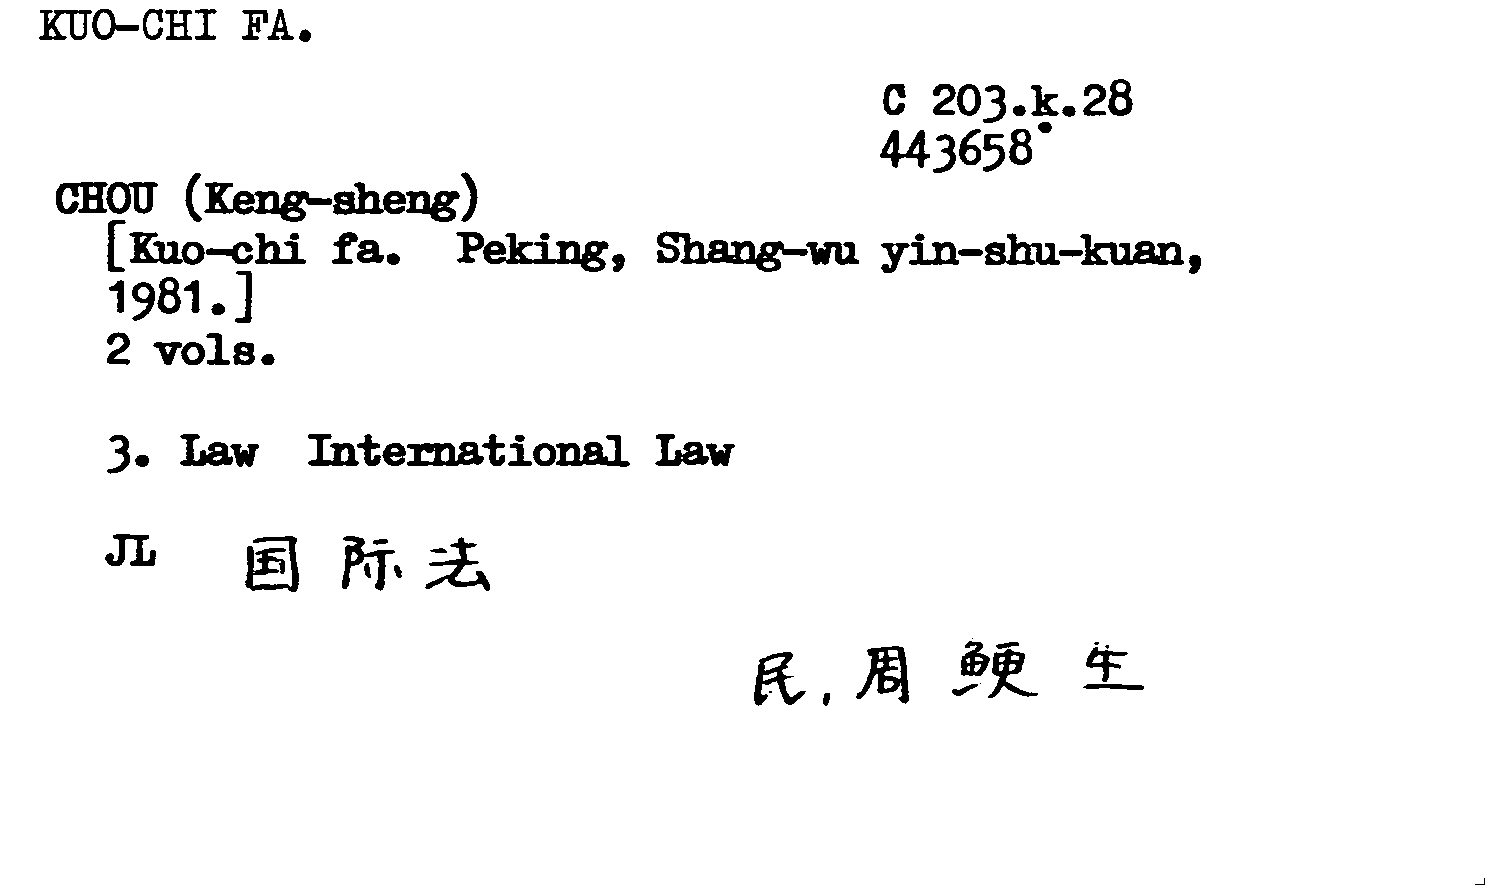 KUO-CHI FA.
C 203.k.28
443658
CHOU (Keng-sheng)
[Kuo-chi fa. Peking, Shang-wu yin-shu-kuan,
1981.]
2 vols.
3. Law International Law
JL 国际法
民,周鲠生